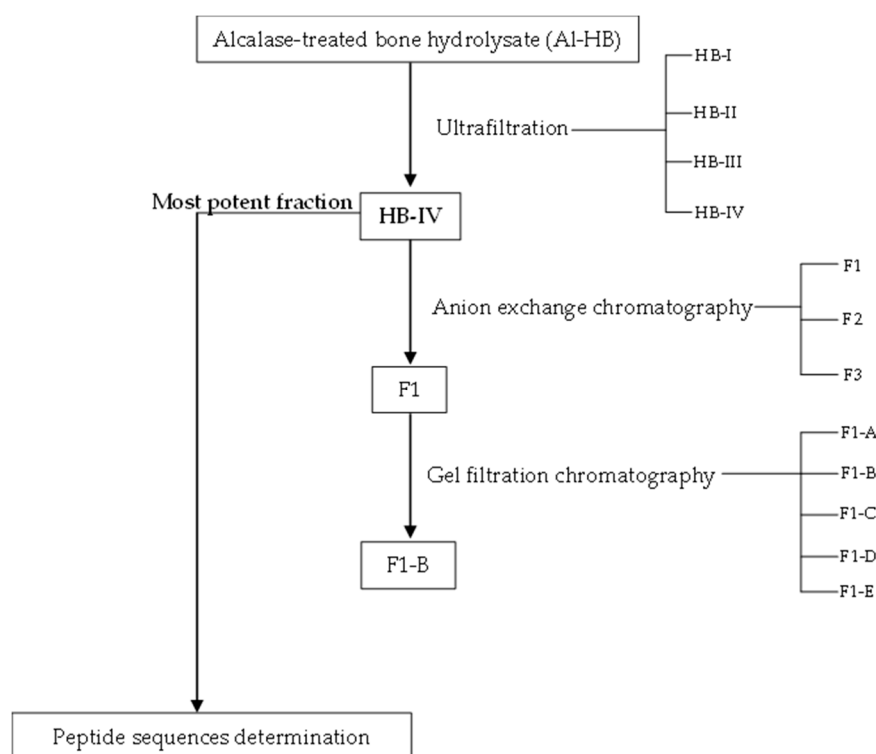 Alcalase-treated bone hydrolysate (Al-HB)
HB-I
HB-II
Ultrafiltration
HB-III
Most potent fraction
HB-IV
HB-IV
F1
Anion exchange chromatography
F2
F3
F1
F1-A
Gel filtration chromatography
F1-B
F1-C
F1-D
F1-B
F1-E
Peptide sequences determination